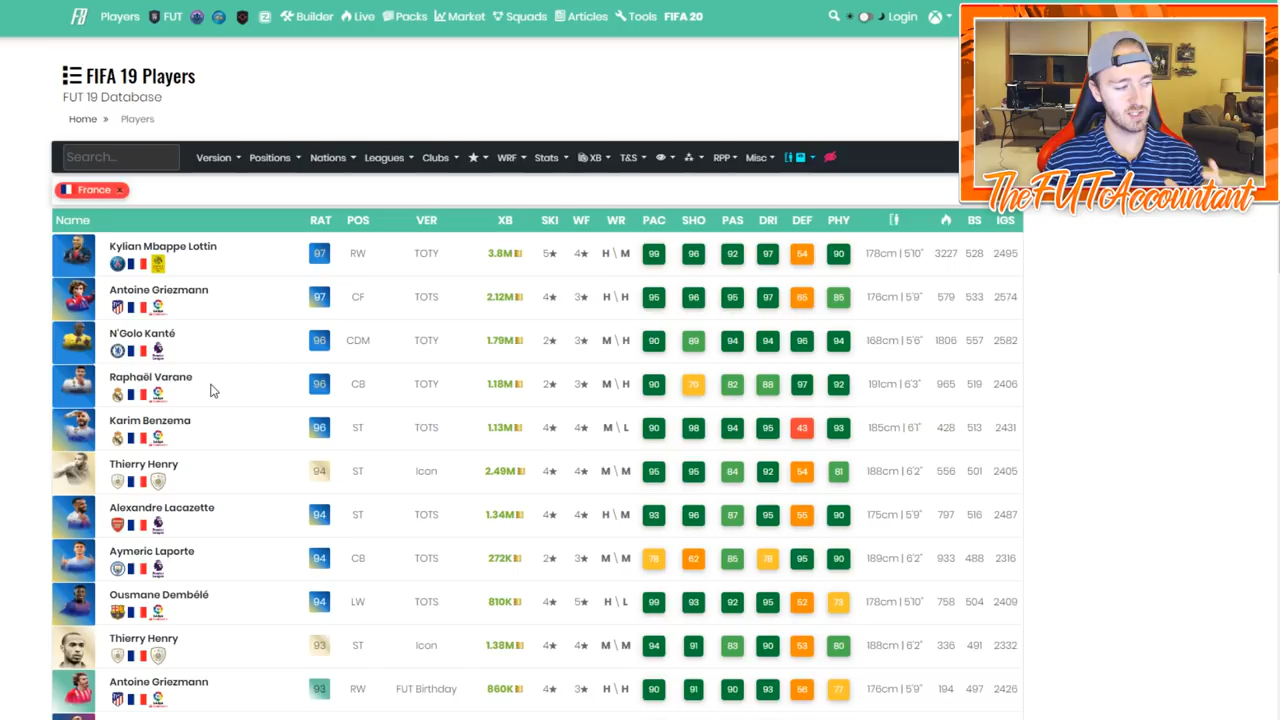 FB Players FUT Builder Live Packs Market Squads Articles Tools FIFA 20 Login
FIFA 19 Players
FUT 19 Database
Home » Players
Search... Version Positions Nations Leagues Clubs WRF Stats XB T&S RPP Misc
France ×
TheFUTAccountant
Name RAT POS VER XB SKI WF WR PAC SHO PAS DRI DEF PHY BS IGS
Kylian Mbappe Lottin 97 RW TOTY 3.8M 5★ 4★ H \ M 99 96 92 97 54 90 178cm | 5'10" 3227 528 2495
Antoine Griezmann 97 CF TOTS 2.12M 4★ 3★ H \ H 95 96 95 97 65 85 176cm | 5'9" 579 533 2574
N'Golo Kanté 96 CDM TOTY 1.79M 2★ 3★ M \ H 90 89 94 94 96 94 168cm | 5'6" 1806 557 2582
Raphaël Varane 96 CB TOTY 1.18M 2★ 3★ M \ H 90 70 82 88 97 92 191cm | 6'3" 965 519 2406
Karim Benzema 96 ST TOTS 1.13M 4★ 4★ M \ L 90 98 94 95 43 93 185cm | 6'1" 428 513 2431
Thierry Henry 94 ST Icon 2.49M 4★ 4★ M \ M 95 95 84 92 54 81 188cm | 6'2" 556 501 2405
Alexandre Lacazette 94 ST TOTS 1.34M 4★ 4★ H \ M 93 96 87 95 55 90 175cm | 5'9" 797 516 2487
Aymeric Laporte 94 CB TOTS 272K 2★ 3★ M \ M 78 62 85 78 95 90 189cm | 6'2" 933 488 2316
Ousmane Dembélé 94 LW TOTS 810K 4★ 5★ H \ L 99 93 92 95 52 73 178cm | 5'10" 758 504 2409
Thierry Henry 93 ST Icon 1.38M 4★ 4★ M \ M 94 91 83 90 53 80 188cm | 6'2" 336 491 2332
Antoine Griezmann 93 RW FUT Birthday 860K 4★ 3★ H \ H 90 91 90 93 56 77 176cm | 5'9" 194 497 2426